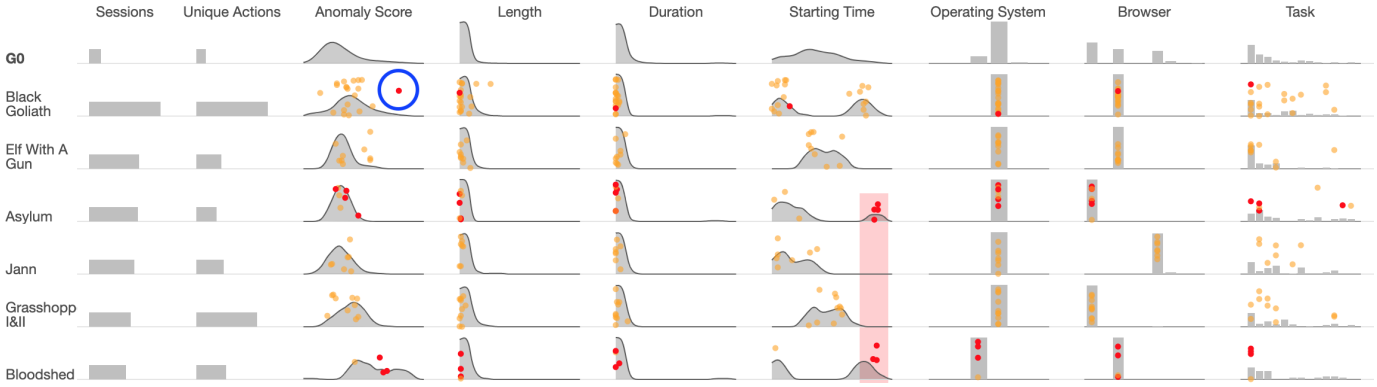 Sessions Unique Actions Anomaly Score Length Duration Starting Time Operating System Browser Task
G0
Black
Goliath
Elf With A
Gun
Asylum
Jann
Grasshopp
I&II
Bloodshed